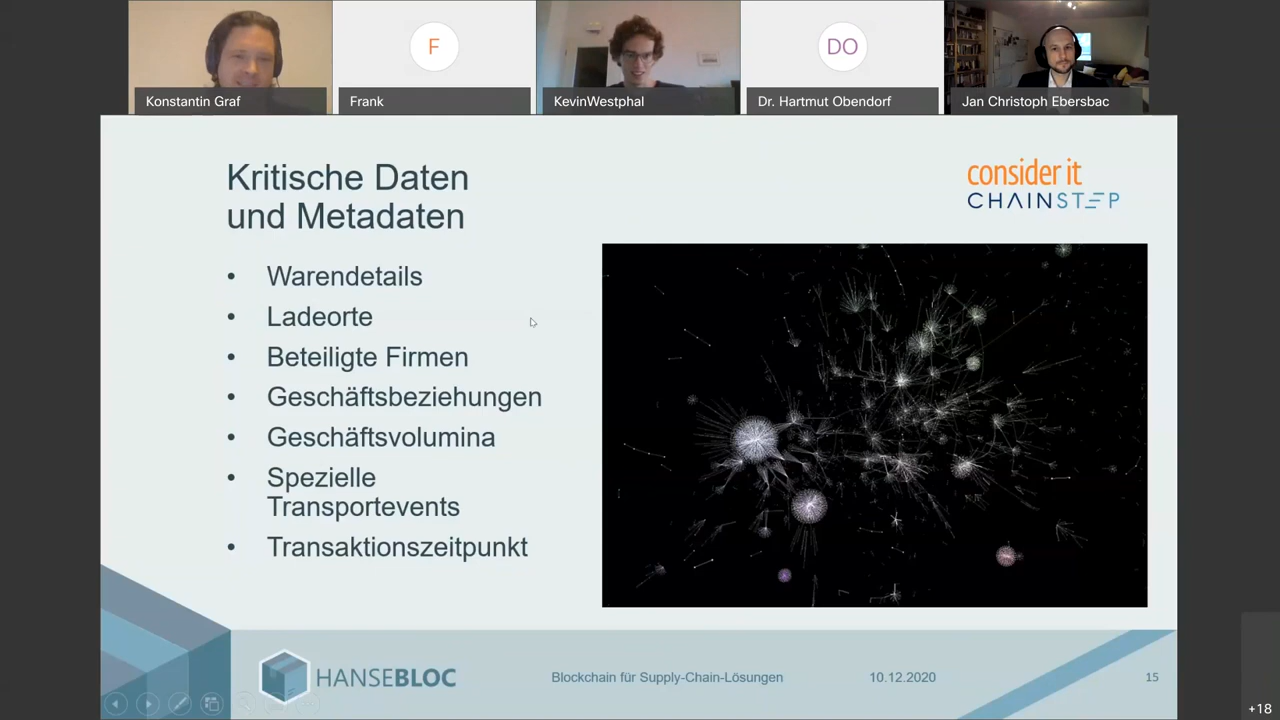 F
DO
Konstantin Graf
Frank
KevinWestphal
Dr. Hartmut Obendorf
Jan Christoph Ebersbac
Kritische Daten
und Metadaten
consider it
CHAINSTEP
• Warendetails
• Ladeorte
• Beteiligte Firmen
• Geschäftsbeziehungen
• Geschäftsvolumina
• Spezielle
Transportevents
• Transaktionszeitpunkt
HANSEBLOC
Blockchain für Supply-Chain-Lösungen
10.12.2020
15
+18